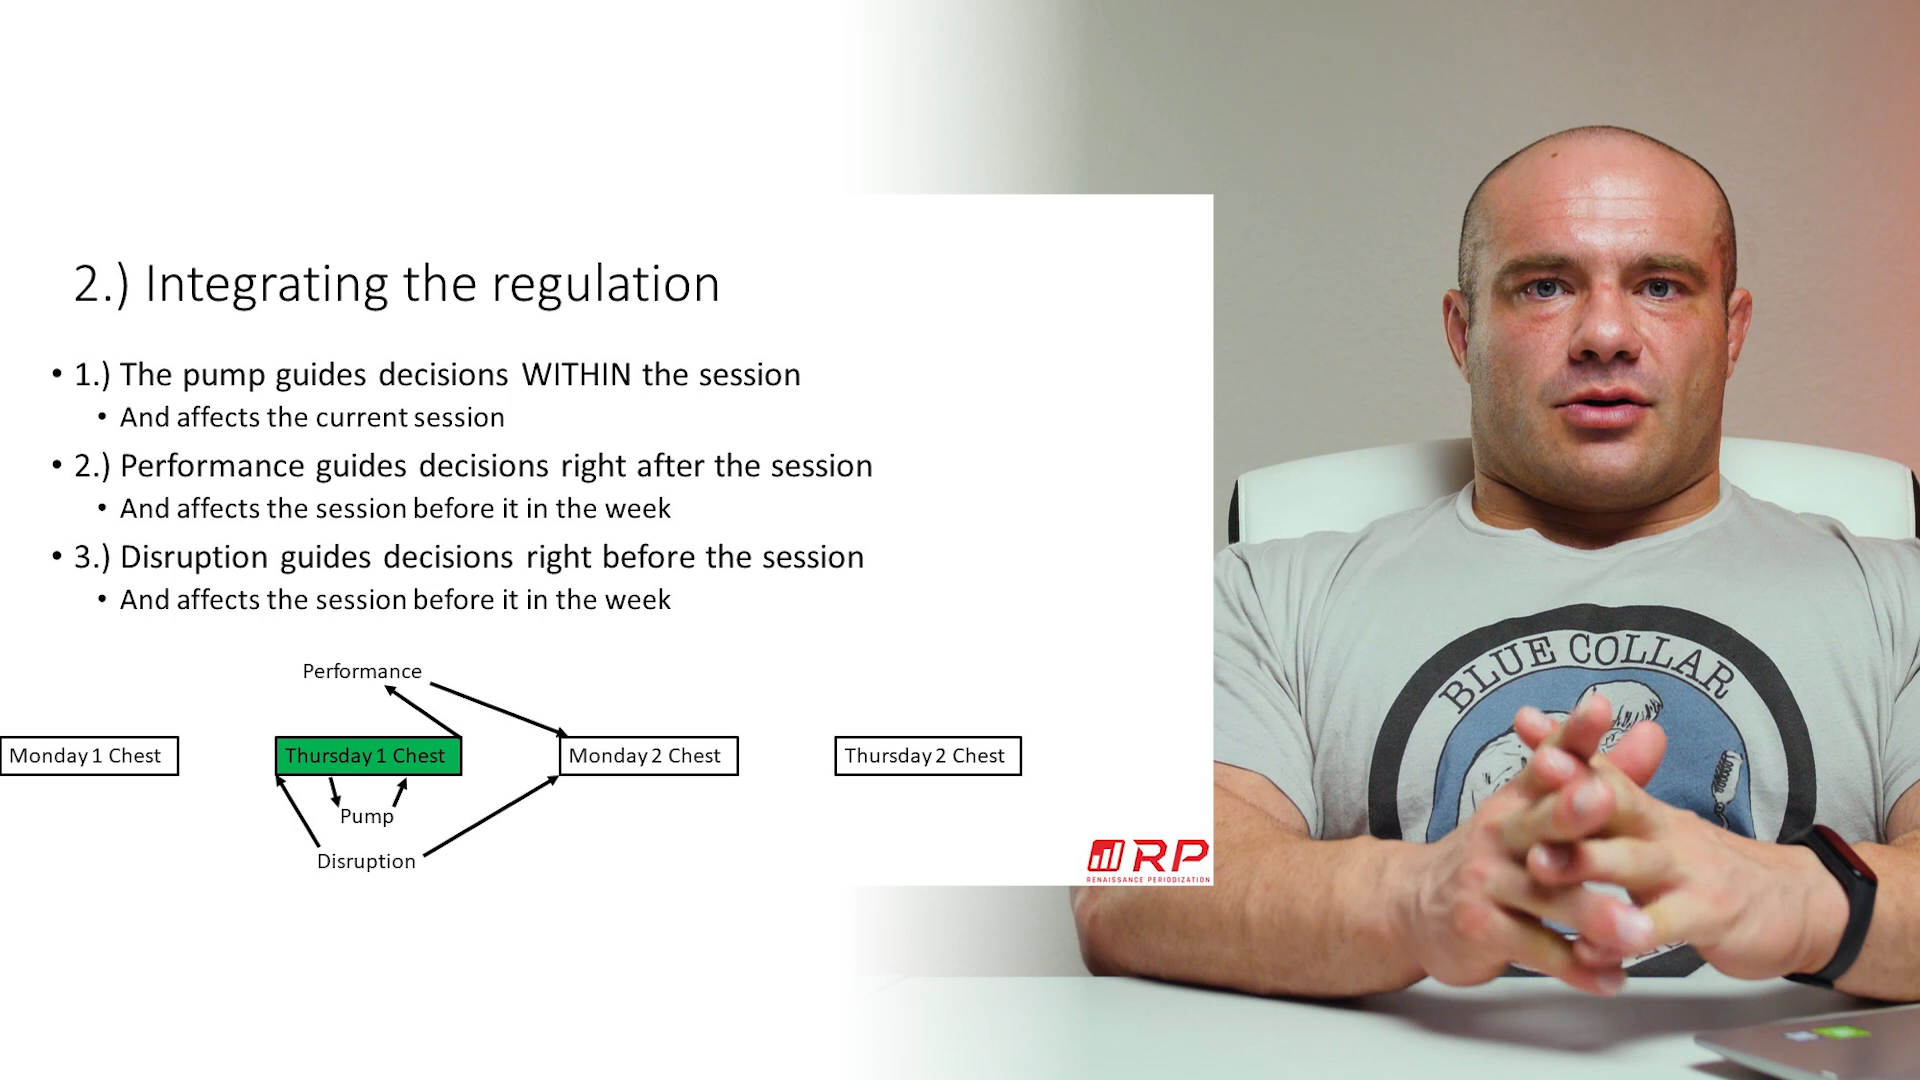 2.) Integrating the regulation
• 1.) The pump guides decisions WITHIN the session
• And affects the current session
• 2.) Performance guides decisions right after the session
• And affects the session before it in the week
• 3.) Disruption guides decisions right before the session
• And affects the session before it in the week
Performance
Monday 1 Chest
Thursday 1 Chest
Monday 2 Chest
Thursday 2 Chest
Pump
Disruption
RP
RENAISSANCE PERIODIZATION
BLUE COLLAR